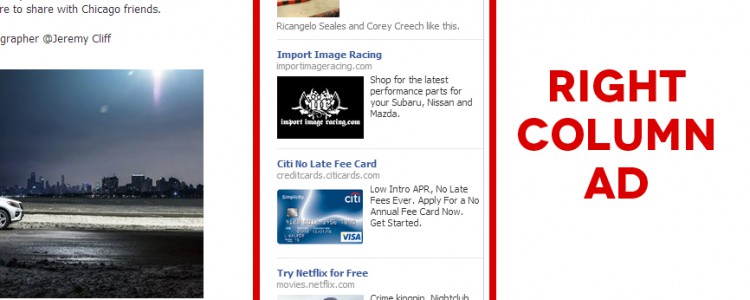 re to share with Chicago friends.
grapher @Jeremy Cliff
Ricangelo Seales and Corey Creech like this.
Import Image Racing
importimageracing.com
import image racing.com
Shop for the latest
performance parts for
your Subaru, Nissan and
Mazda.
Citi No Late Fee Card
creditcards.citicards.com
Simplicity
citi
VISA
Low Intro APR, No Late
Fees Ever. Apply For a No
Annual Fee Card Now.
Get Started.
Try Netflix for Free
movies.netflix.com
Crime kingpin, Nightclub
RIGHT
COLUMN
AD